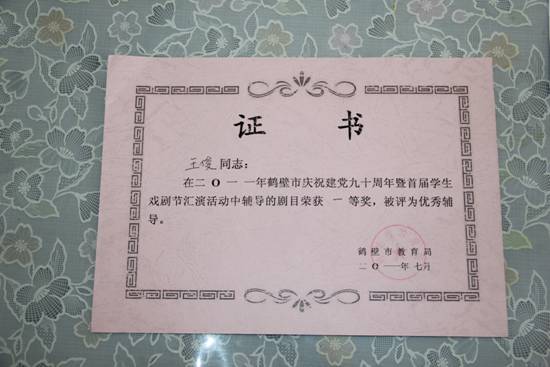 证 书
王俊同志：
在二〇一一年鹤壁市庆祝建党九十周年暨首届学生
戏剧节汇演活动中辅导的剧目荣获 一 等奖，被评为优秀辅
导。
鹤壁市教育局
二〇一一年七月